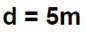 d = 5m